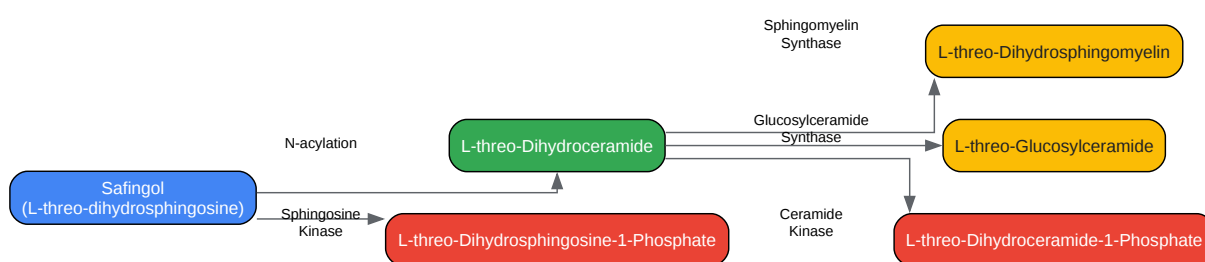 Sphingomyelin
Synthase
L-threo-Dihydrosphingomyelin
Glucosylceramide
Synthase
N-acylation
L-threo-Dihydroceramide
L-threo-Glucosylceramide
Safingol
(L-threo-dihydrosphingosine)
Sphingosine
Kinase
L-threo-Dihydrosphingosine-1-Phosphate
Ceramide
Kinase
L-threo-Dihydroceramide-1-Phosphate